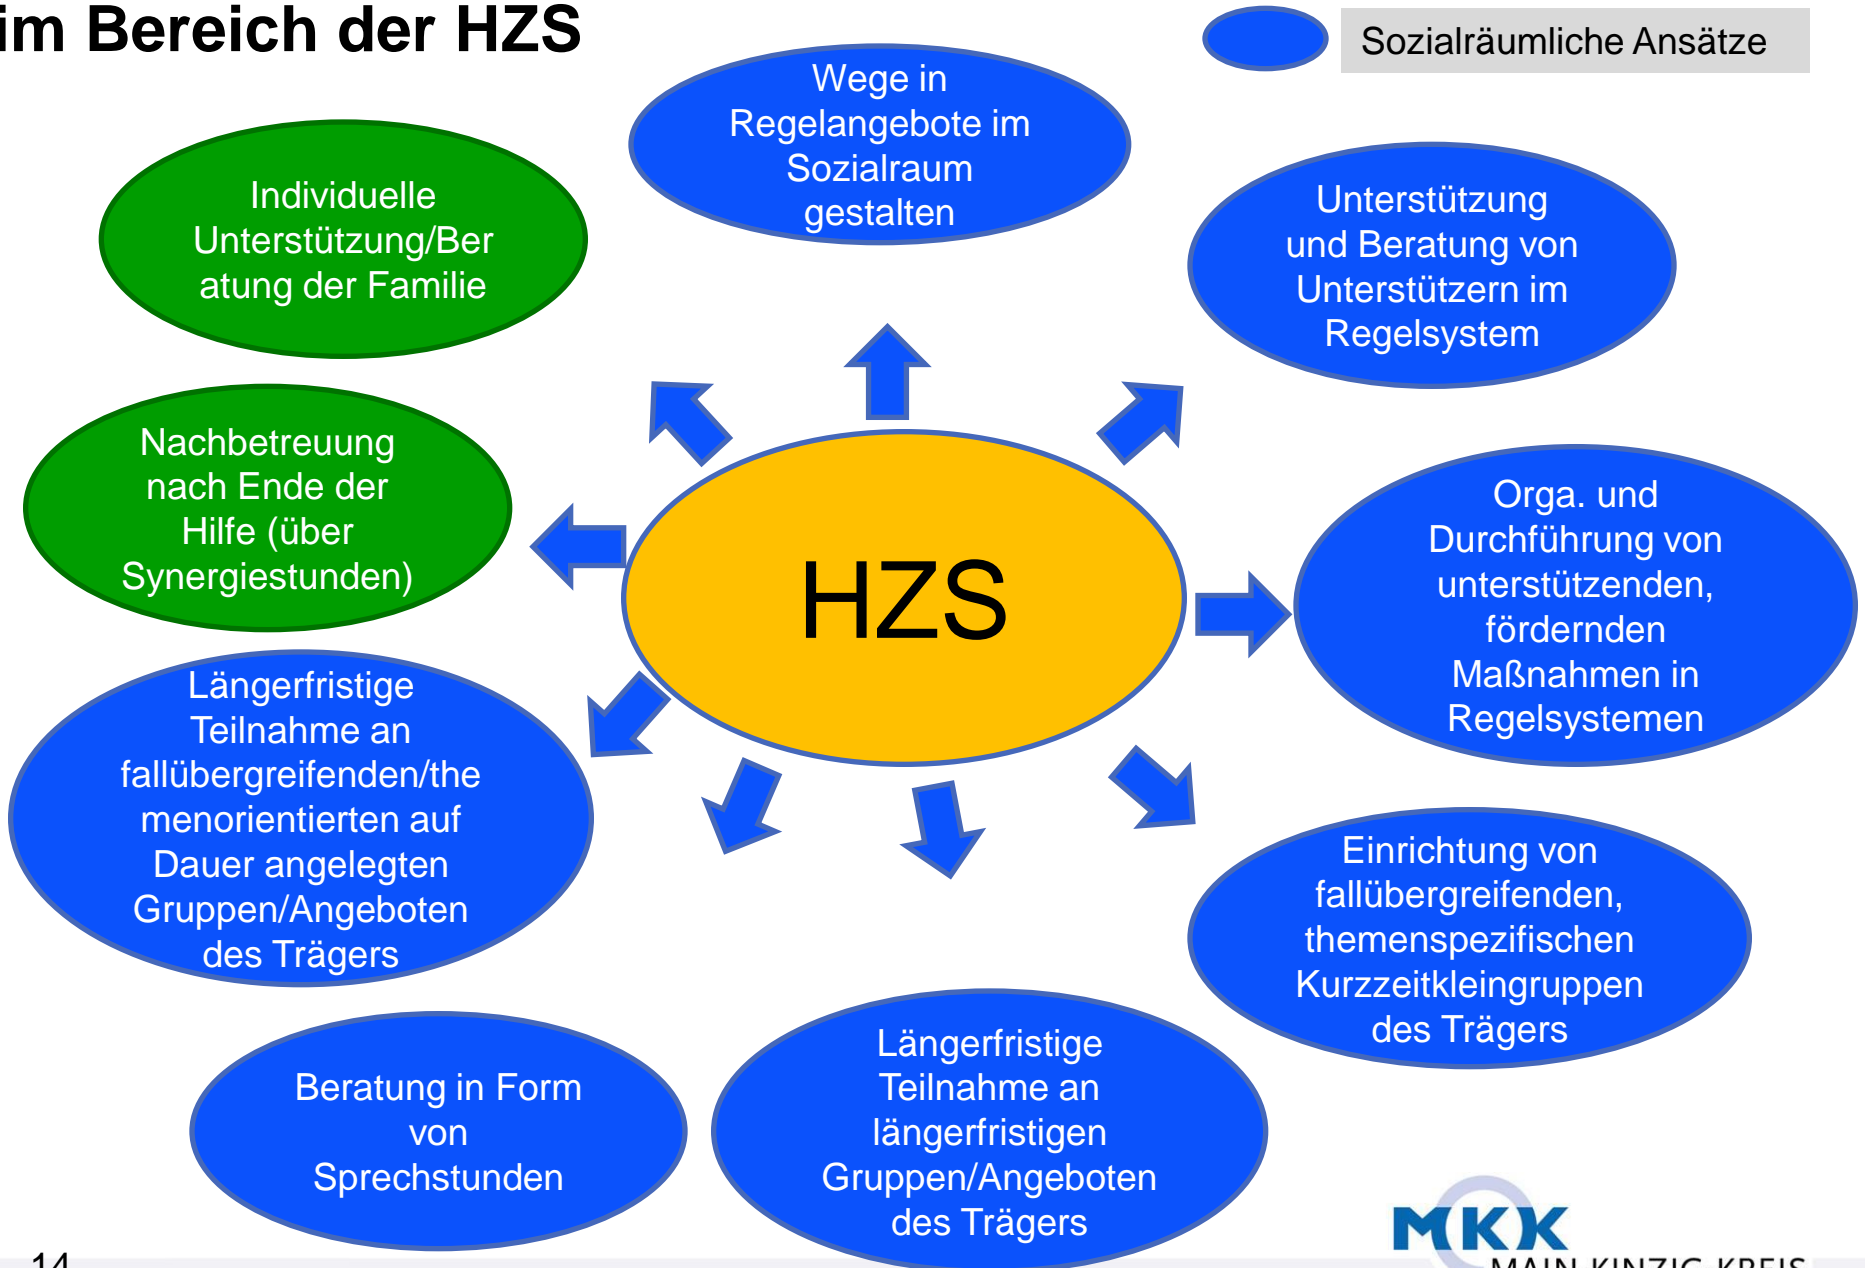 im Bereich der HZS
Sozialräumliche Ansätze
Wege in
Regelangebote im
Sozialraum
gestalten
Individuelle
Unterstützung/Ber
atung der Familie
Unterstützung
und Beratung von
Unterstützern im
Regelsystem
Nachbetreuung
nach Ende der
Hilfe (über
Synergiestunden)
HZS
Orga. und
Durchführung von
unterstützenden,
fördernden
Maßnahmen in
Regelsystemen
Längerfristige
Teilnahme an
fallübergreifenden/the
menorientierten auf
Dauer angelegten
Gruppen/Angeboten
des Trägers
Einrichtung von
fallübergreifenden,
themenspezifischen
Kurzzeitkleingruppen
des Trägers
Beratung in Form
von
Sprechstunden
Längerfristige
Teilnahme an
längerfristigen
Gruppen/Angeboten
des Trägers
MKK
MAIN-KINZIG-KREIS
14